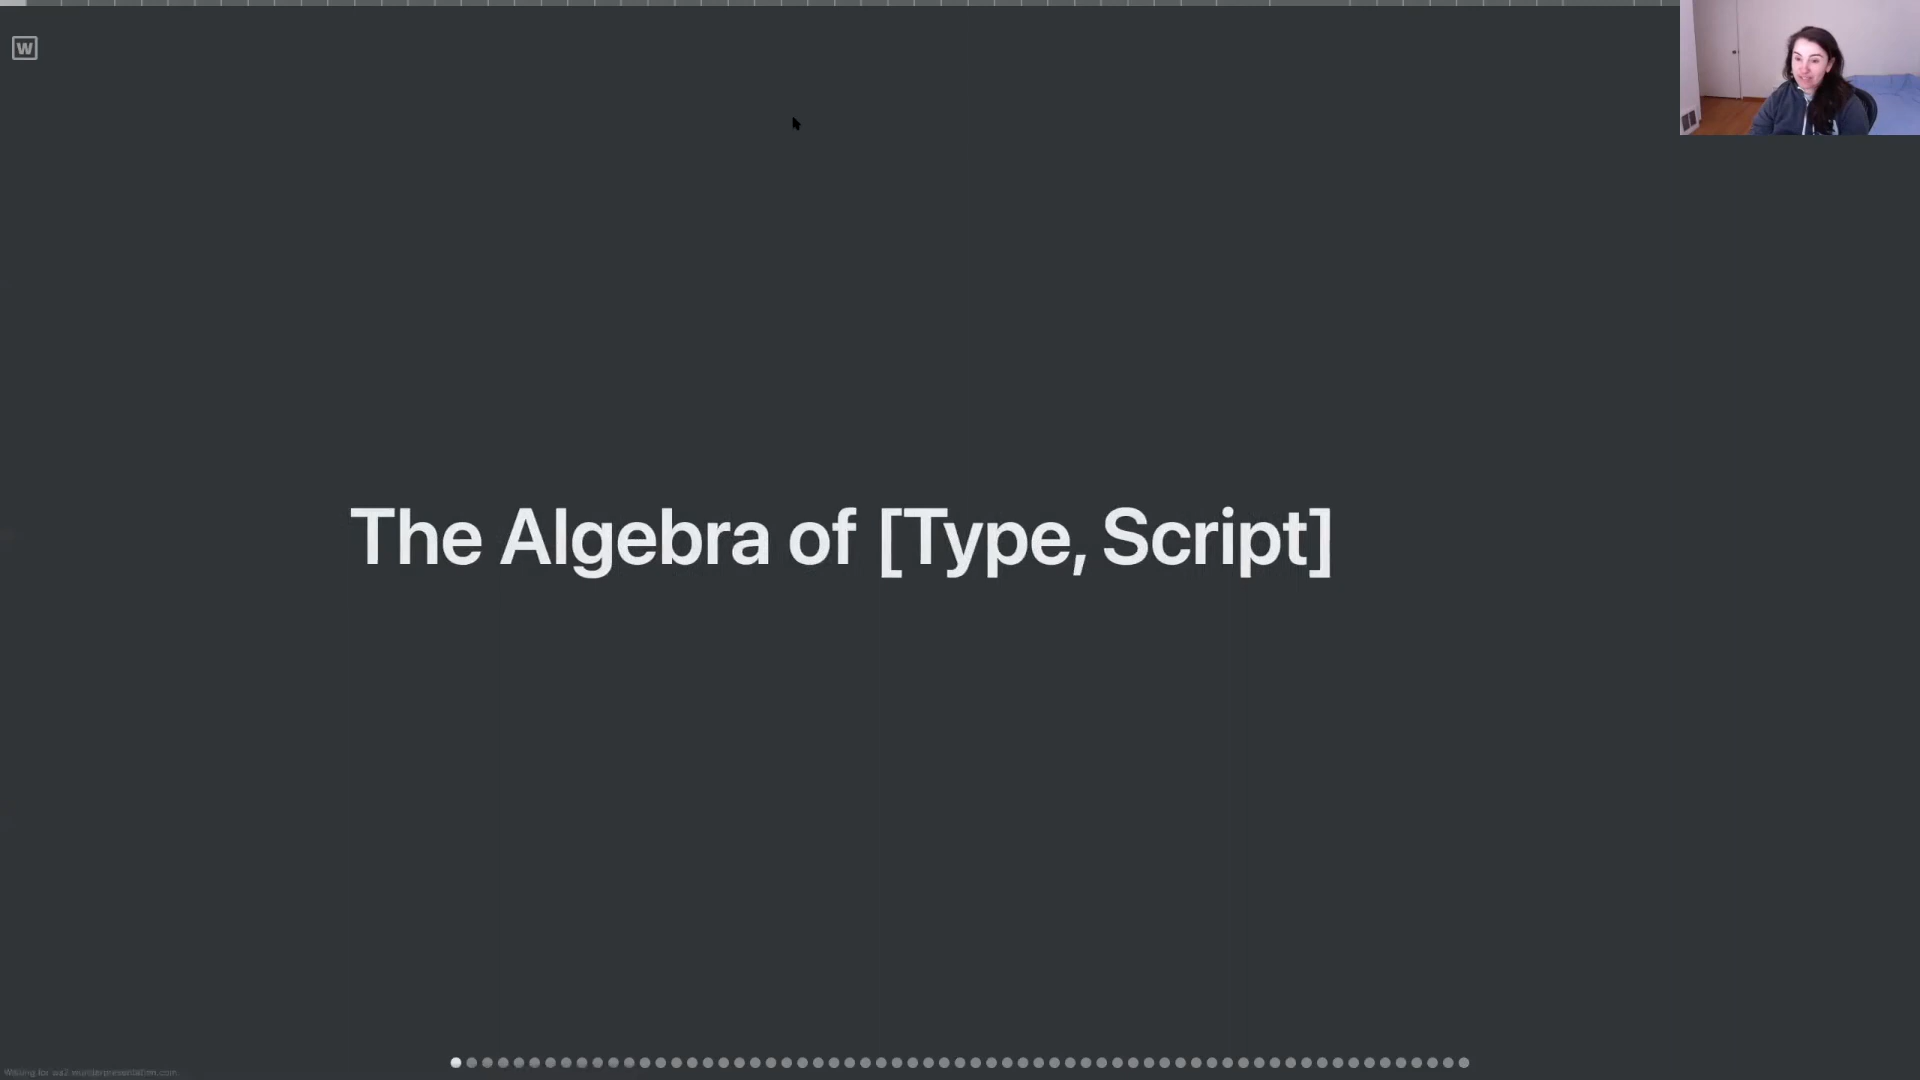 W
The Algebra of [Type, Script]